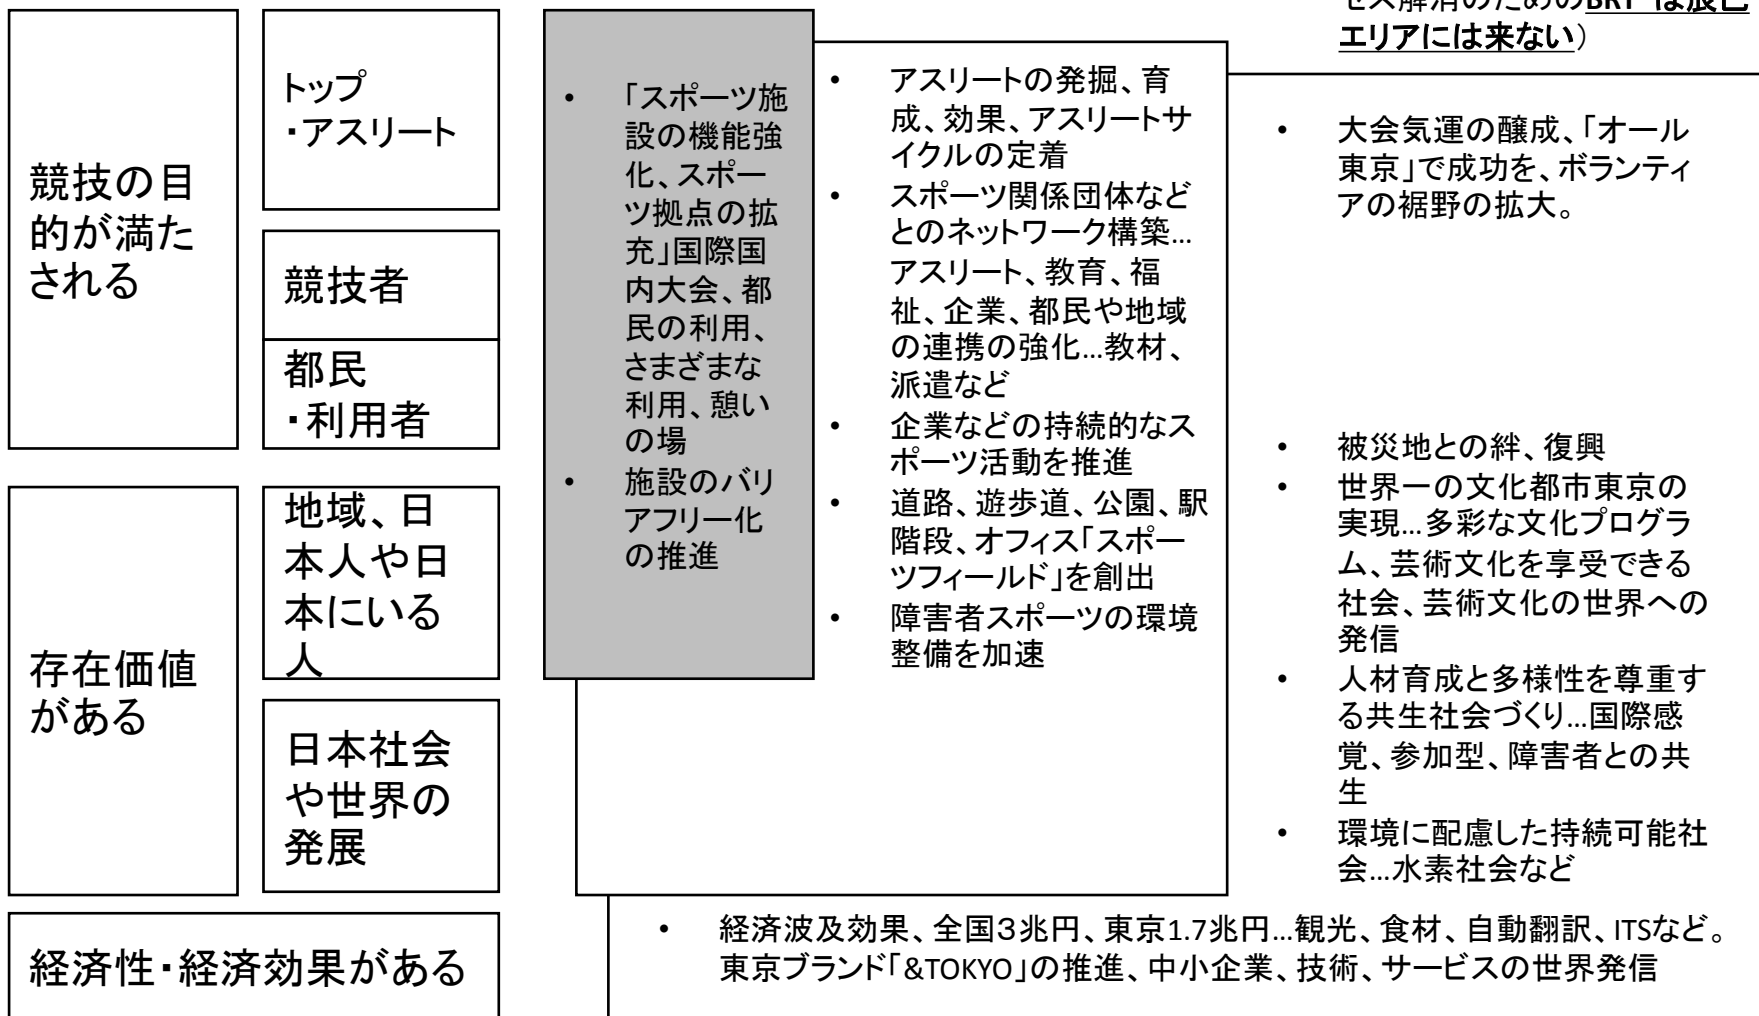 セス解消のためのBRT は辰巳
エリアには来ない）
競技の目
的が満た
される
トップ
・アスリート
競技者
都民
・利用者
存在価値
がある
地域、日
本人や日
本にいる
人
日本社会
や世界の
発展
経済性・経済効果がある
• 「スポーツ施
設の機能強
化、スポー
ツ拠点の拡
充」国際国
内大会、都
民の利用、
さまざまな
利用、憩い
の場
• 施設のバリ
アフリー化
の推進
• アスリートの発掘、育
成、効果、アスリートサ
イクルの定着
• スポーツ関係団体など
とのネットワーク構築…
アスリート、教育、福
祉、企業、都民や地域
の連携の強化…教材、
派遣など
• 企業などの持続的なス
ポーツ活動を推進
• 道路、遊歩道、公園、駅
階段、オフィス「スポー
ツフィールド」を創出
• 障害者スポーツの環境
整備を加速
• 大会気運の醸成、「オール
東京」で成功を、ボランティ
アの裾野の拡大。
• 被災地との絆、復興
• 世界一の文化都市東京の
実現…多彩な文化プログラ
ム、芸術文化を享受できる
社会、芸術文化の世界への
発信
• 人材育成と多様性を尊重す
る共生社会づくり…国際感
覚、参加型、障害者との共
生
• 環境に配慮した持続可能社
会…水素社会など
• 経済波及効果、全国３兆円、東京1.7兆円…観光、食材、自動翻訳、ITSなど。
東京ブランド「&TOKYO」の推進、中小企業、技術、サービスの世界発信